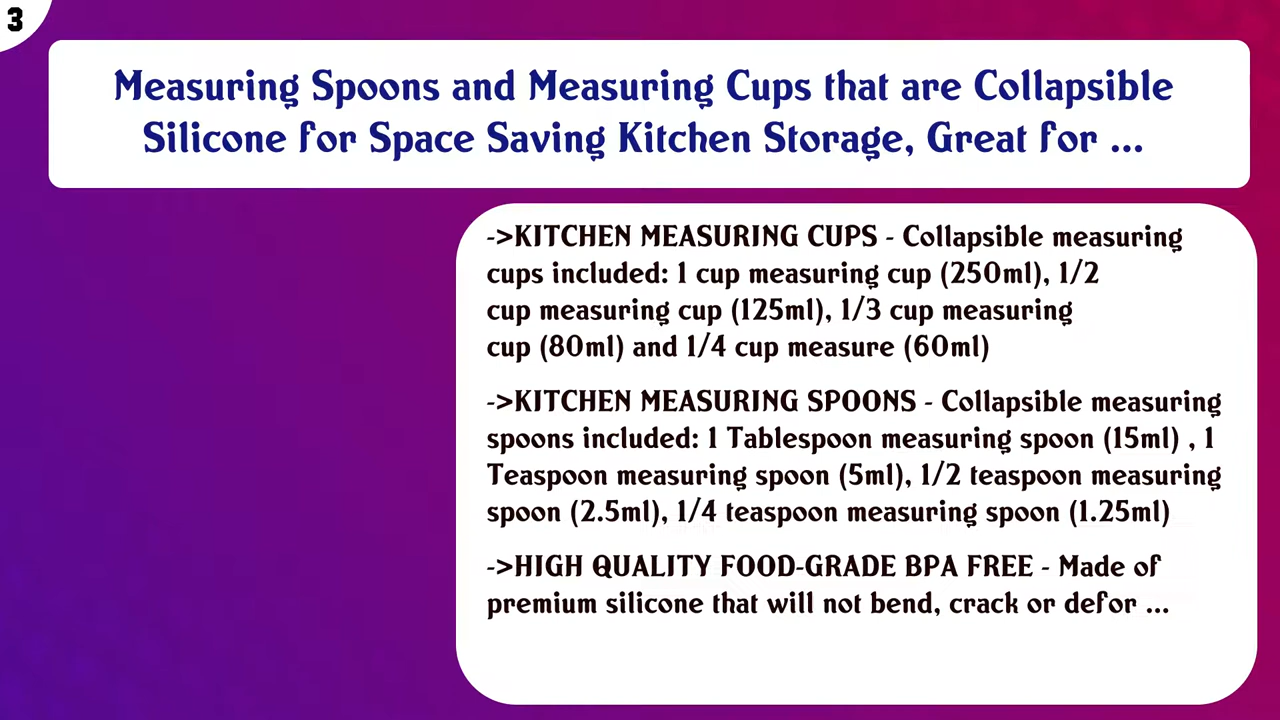 3
Measuring Spoons and Measuring Cups that are Collapsible
Silicone for Space Saving Kitchen Storage, Great for ...
->KITCHEN MEASURING CUPS - Collapsible measuring
cups included: 1 cup measuring cup (250ml), 1/2
cup measuring cup (125ml), 1/3 cup measuring
cup (80ml) and 1/4 cup measure (60ml)
->KITCHEN MEASURING SPOONS - Collapsible measuring
spoons included: 1 Tablespoon measuring spoon (15ml) , 1
Teaspoon measuring spoon (5ml), 1/2 teaspoon measuring
spoon (2.5ml), 1/4 teaspoon measuring spoon (1.25ml)
->HIGH QUALITY FOOD-GRADE BPA FREE - Made of
premium silicone that will not bend, crack or defor ...